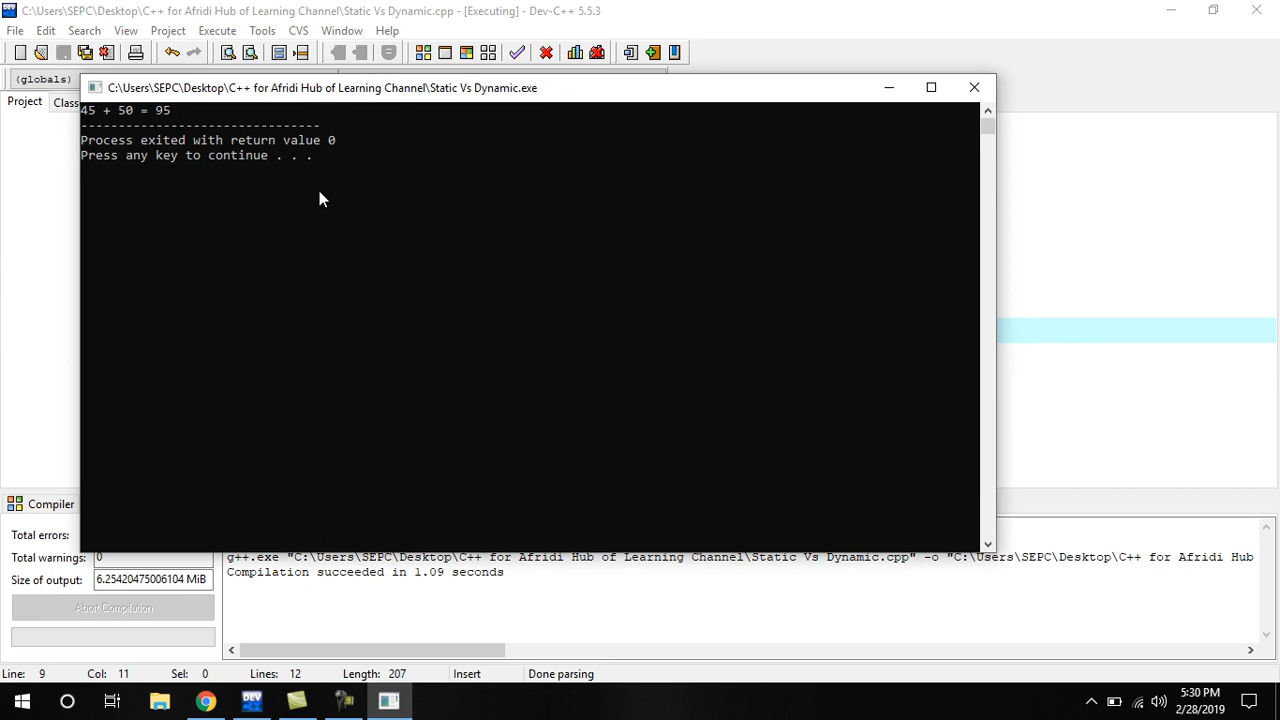 C:\Users\SEPC\Desktop\C++ for Afridi Hub of Learning Channel\Static Vs Dynamic.cpp - [Executing] - Dev-C++ 5.5.3
File Edit Search View Project Execute Tools CVS Window Help
(globals)
Project Clas
C:\Users\SEPC\Desktop\C++ for Afridi Hub of Learning Channel\Static Vs Dynamic.exe
45 + 50 = 95
--------------------------------
Process exited with return value 0
Press any key to continue . . .
Compiler
Total errors:
Total warnings: 0
Size of output: 6.25420475006104 MiB
Abort Compilation
g++.exe "C:\Users\SEPC\Desktop\C++ for Afridi Hub of Learning Channel\Static Vs Dynamic.cpp" -o "C:\Users\SEPC\Desktop\C++ for Afridi Hub
Compilation succeeded in 1.09 seconds
Line: 9 Col: 11 Sel: 0 Lines: 12 Length: 207 Insert Done parsing
DEV
5:30 PM
2/28/2019